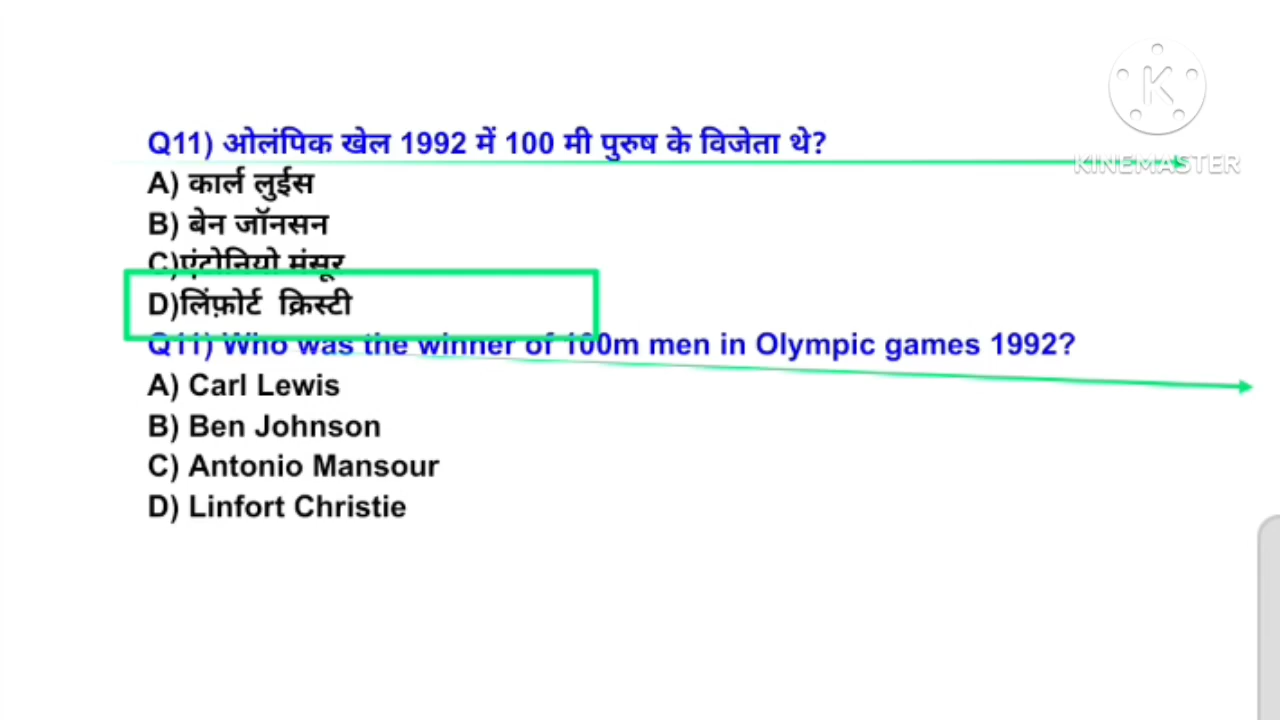 Q11) ओलंपिक खेल 1992 में 100 मी पुरुष के विजेता थे?
A) कार्ल लुईस
B) बेन जॉनसन
C)एंटोनियो मंसूर
D)लिंफ़ोर्ट क्रिस्टी
Q11) Who was the winner of 100m men in Olympic games 1992?
A) Carl Lewis
B) Ben Johnson
C) Antonio Mansour
D) Linfort Christie
K
KINEMASTER